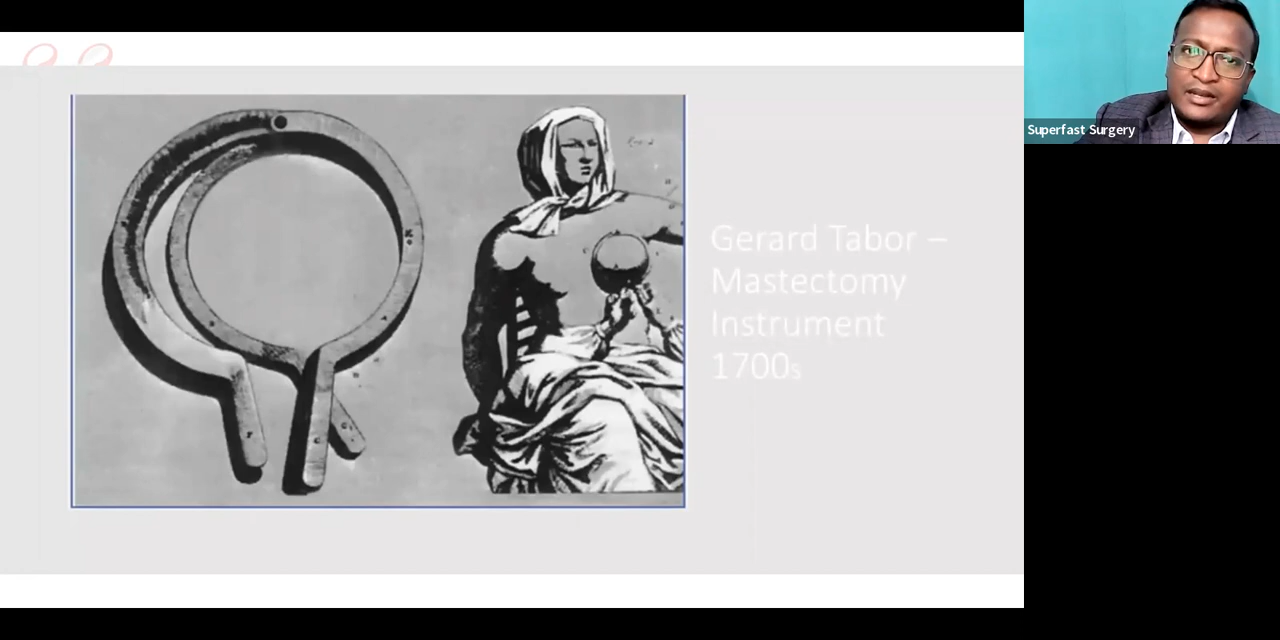 Gerard Tabor –
Mastectomy
Instrument
1700s
Superfast Surgery